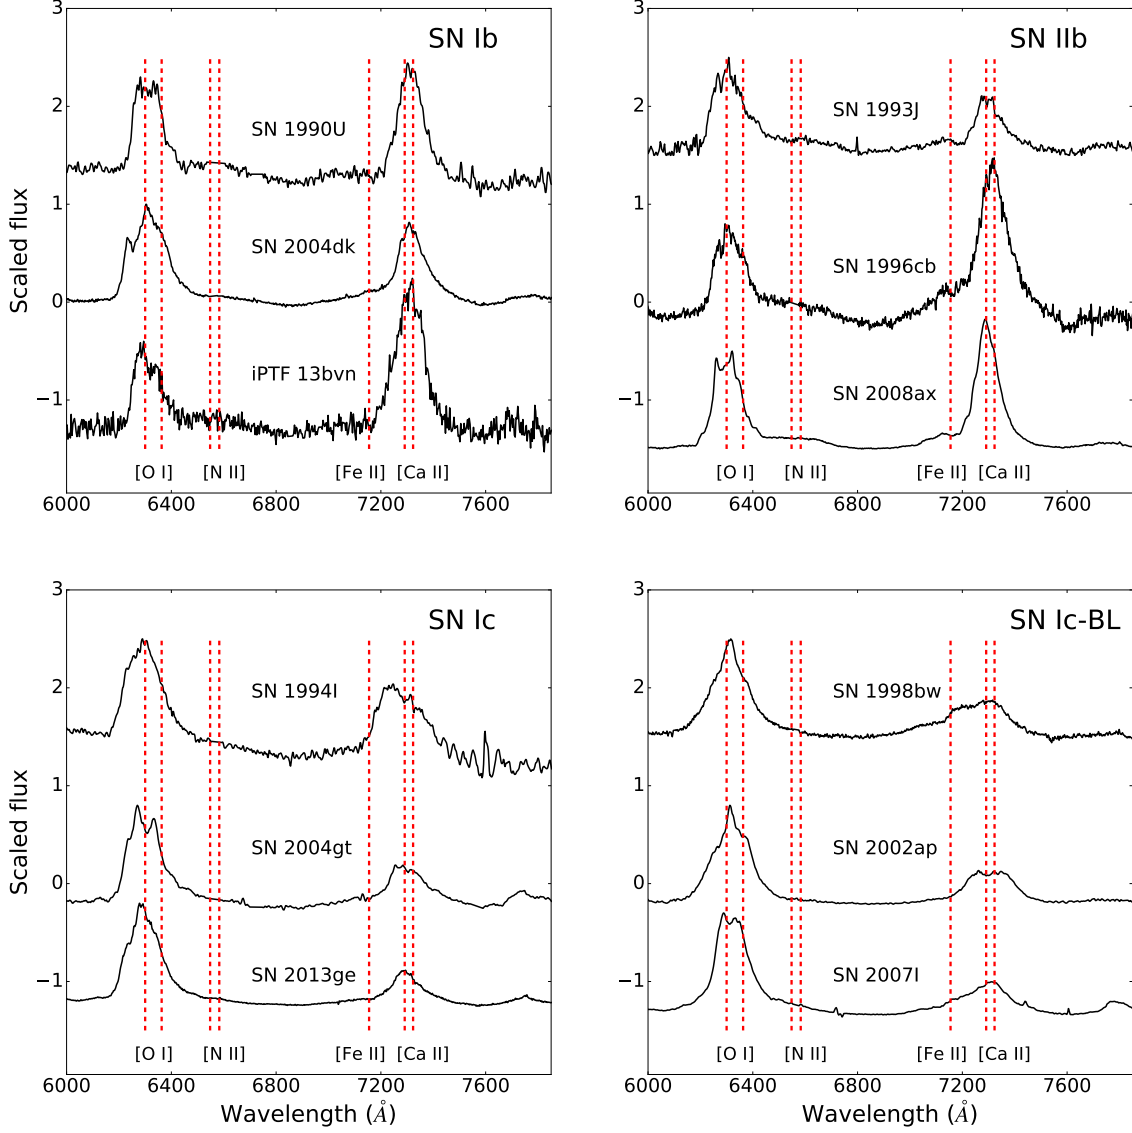 SN Ib
SN 1990U
SN 2004dk
iPTF 13bvn
[O I] [N II] [Fe II] [Ca II]
3
2
1
0
−1
6000 6400 6800 7200 7600
Scaled flux
SN IIb
SN 1993J
SN 1996cb
SN 2008ax
[O I] [N II] [Fe II] [Ca II]
3
2
1
0
−1
6000 6400 6800 7200 7600
SN Ic
SN 1994I
SN 2004gt
SN 2013ge
[O I] [N II] [Fe II] [Ca II]
3
2
1
0
−1
6000 6400 6800 7200 7600
Scaled flux
Wavelength (Å)
SN Ic-BL
SN 1998bw
SN 2002ap
SN 2007I
[O I] [N II] [Fe II] [Ca II]
3
2
1
0
−1
6000 6400 6800 7200 7600
Wavelength (Å)